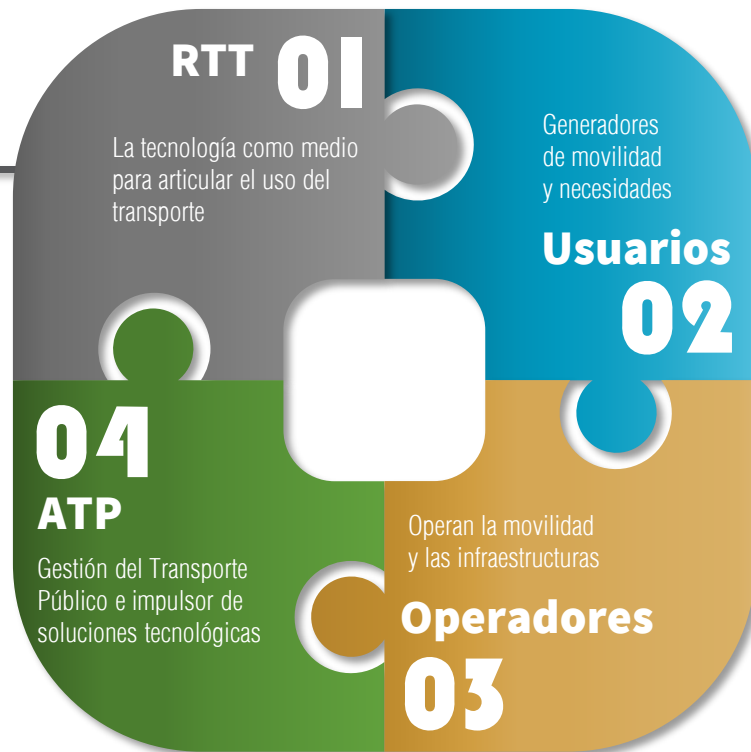 RTT 01
La tecnología como medio
para articular el uso del
transporte
Generadores
de movilidad
y necesidades
Usuarios
02
Operan la movilidad
y las infraestructuras
Operadores
03
04
ATP
Gestión del Transporte
Público e impulsor de
soluciones tecnológicas